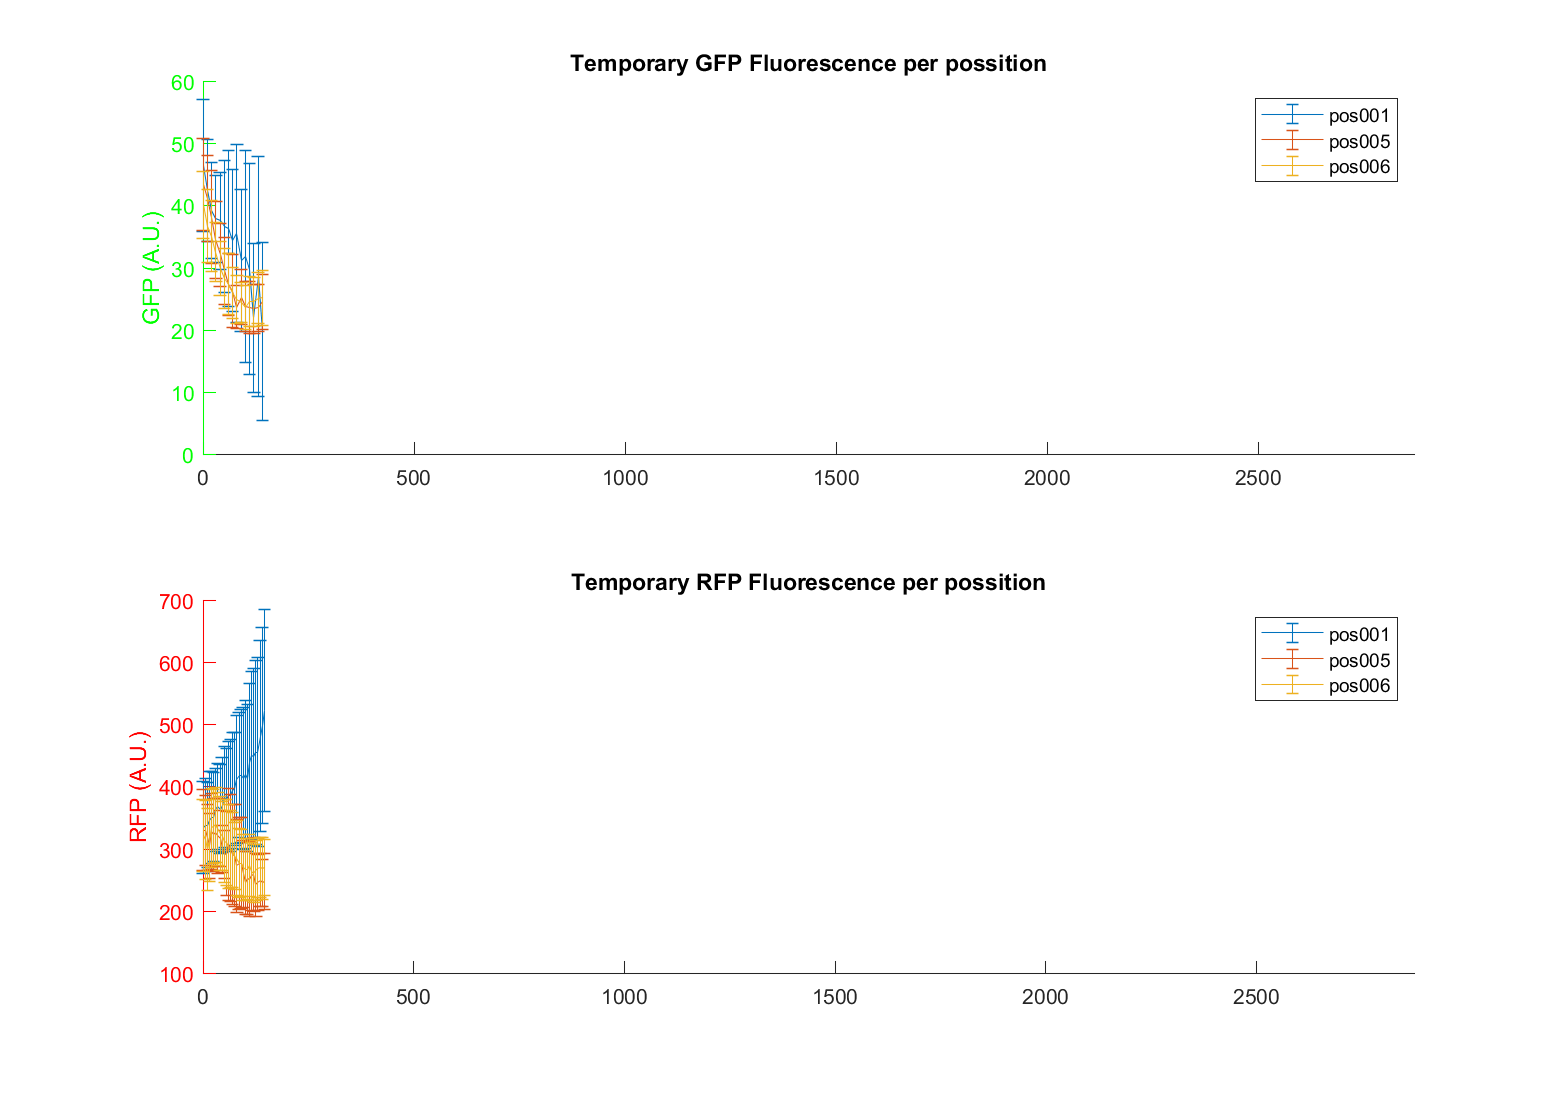 Temporary GFP Fluorescence per possition
60
50
40
30
20
10
0
GFP (A.U.)
0 500 1000 1500 2000 2500
pos001
pos005
pos006
Temporary RFP Fluorescence per possition
700
600
500
400
300
200
100
RFP (A.U.)
0 500 1000 1500 2000 2500
pos001
pos005
pos006